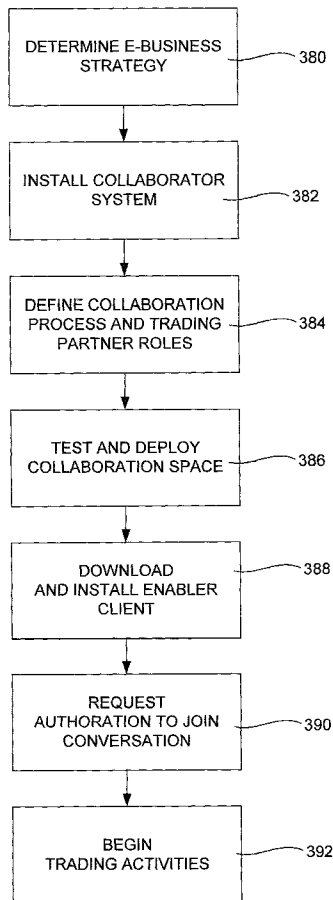 DETERMINE E-BUSINESS
STRATEGY
380
INSTALL COLLABORATOR
SYSTEM
382
DEFINE COLLABORATION
PROCESS AND TRADING
PARTNER ROLES
384
TEST AND DEPLOY
COLLABORATION SPACE
386
DOWNLOAD
AND INSTALL ENABLER
CLIENT
388
REQUEST
AUTHORATION TO JOIN
CONVERSATION
390
BEGIN
TRADING ACTIVITIES
392